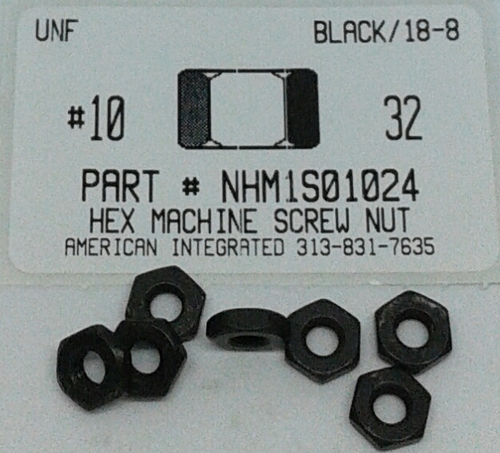 UNF BLACK/18-8
#10 32
PART # NHM1S01024
HEX MACHINE SCREW NUT
AMERICAN INTEGRATED 313-831-7635